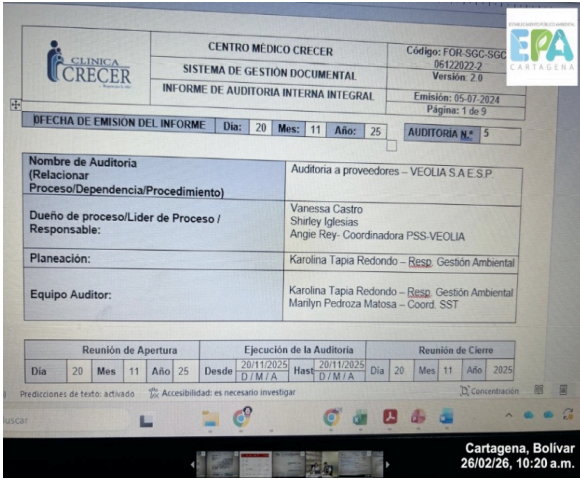 CLINICA
CRECER
CENTRO MÉDICO CRECER
SISTEMA DE GESTIÓN DOCUMENTAL
INFORME DE AUDITORIA INTERNA INTEGRAL
Código: FOR-SGC-SGC
06122022-2
Versión: 2.0
Emisión: 05-07-2024
Página: 1 de 9
EPA
CARTAGENA
FECHA DE EMISION DEL INFORME Dia: 20 Mes: 11 Año: 25 AUDITORIA N.° 5
Nombre de Auditoria
(Relacionar
Proceso/Dependencia/Procedimiento)
Auditoria a proveedores – VEOLIA S.A E.S.P.
Dueño de proceso/Lider de Proceso /
Responsable:
Vanessa Castro
Shirley Iglesias
Angie Rey- Coordinadora PSS-VEOLIA
Planeación:
Karolina Tapia Redondo – Resp. Gestión Ambiental
Equipo Auditor:
Karolina Tapia Redondo – Resp. Gestión Ambiental
Marilyn Pedroza Matosa – Coord. SST
Reunión de Apertura Ejecución de la Auditoría Reunión de Cierre
Día 20 Mes 11 Año 25 Desde 20/11/2025 Hast 20/11/2025 Día 20 Mes 11 Año 2025
D / M / A D / M / A
Predicciones de texto: activado Accesibilidad: es necesario investigar Concentración
uscar
Cartagena, Bolívar
26/02/26, 10:20 a.m.